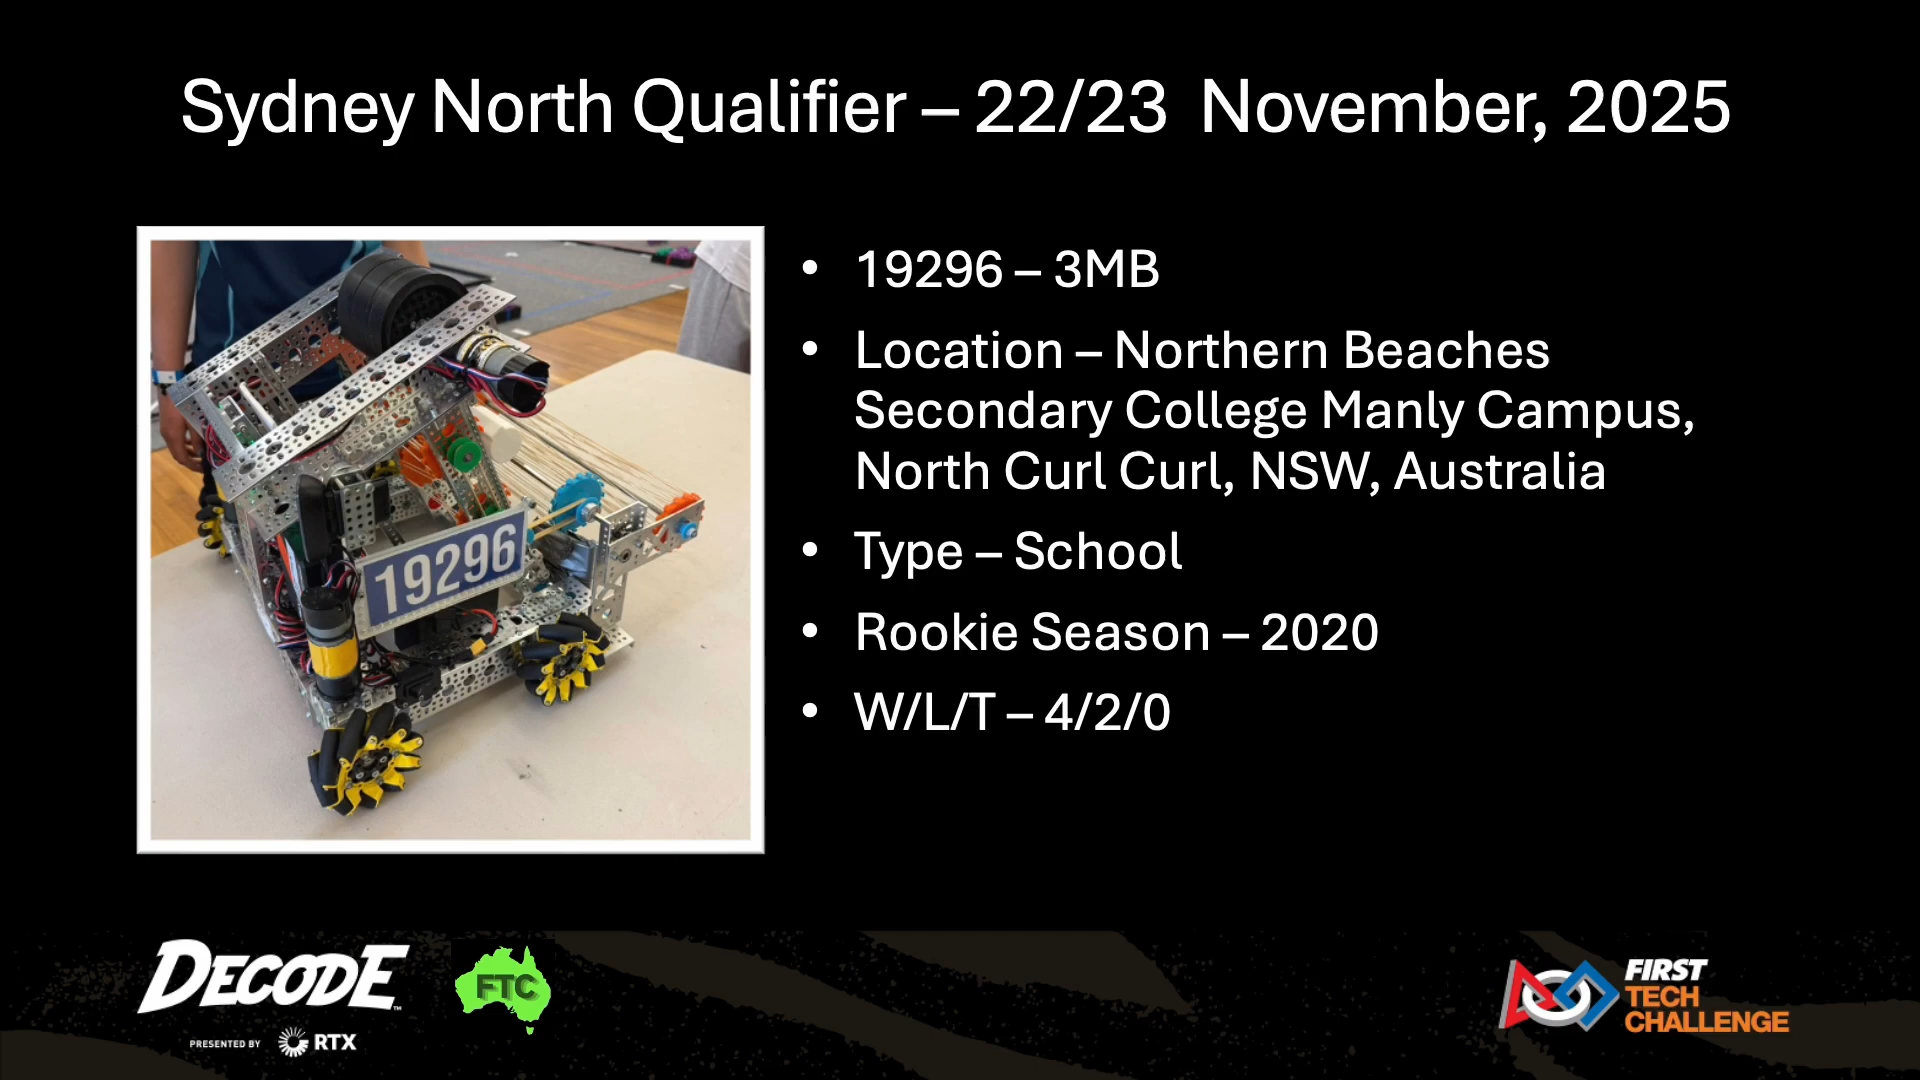 Sydney North Qualifier – 22/23  November, 2025
• 19296 – 3MB
• Location – Northern Beaches
Secondary College Manly Campus,
North Curl Curl, NSW, Australia
• Type – School
• Rookie Season – 2020
• W/L/T – 4/2/0
19296
DECODE™
PRESENTED BY RTX
FTC
FIRST
TECH
CHALLENGE